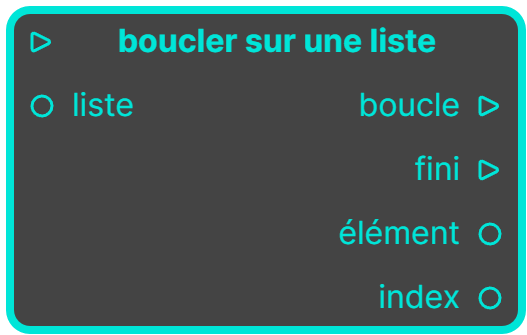 boucler sur une liste
liste boucle
fini
élément
index